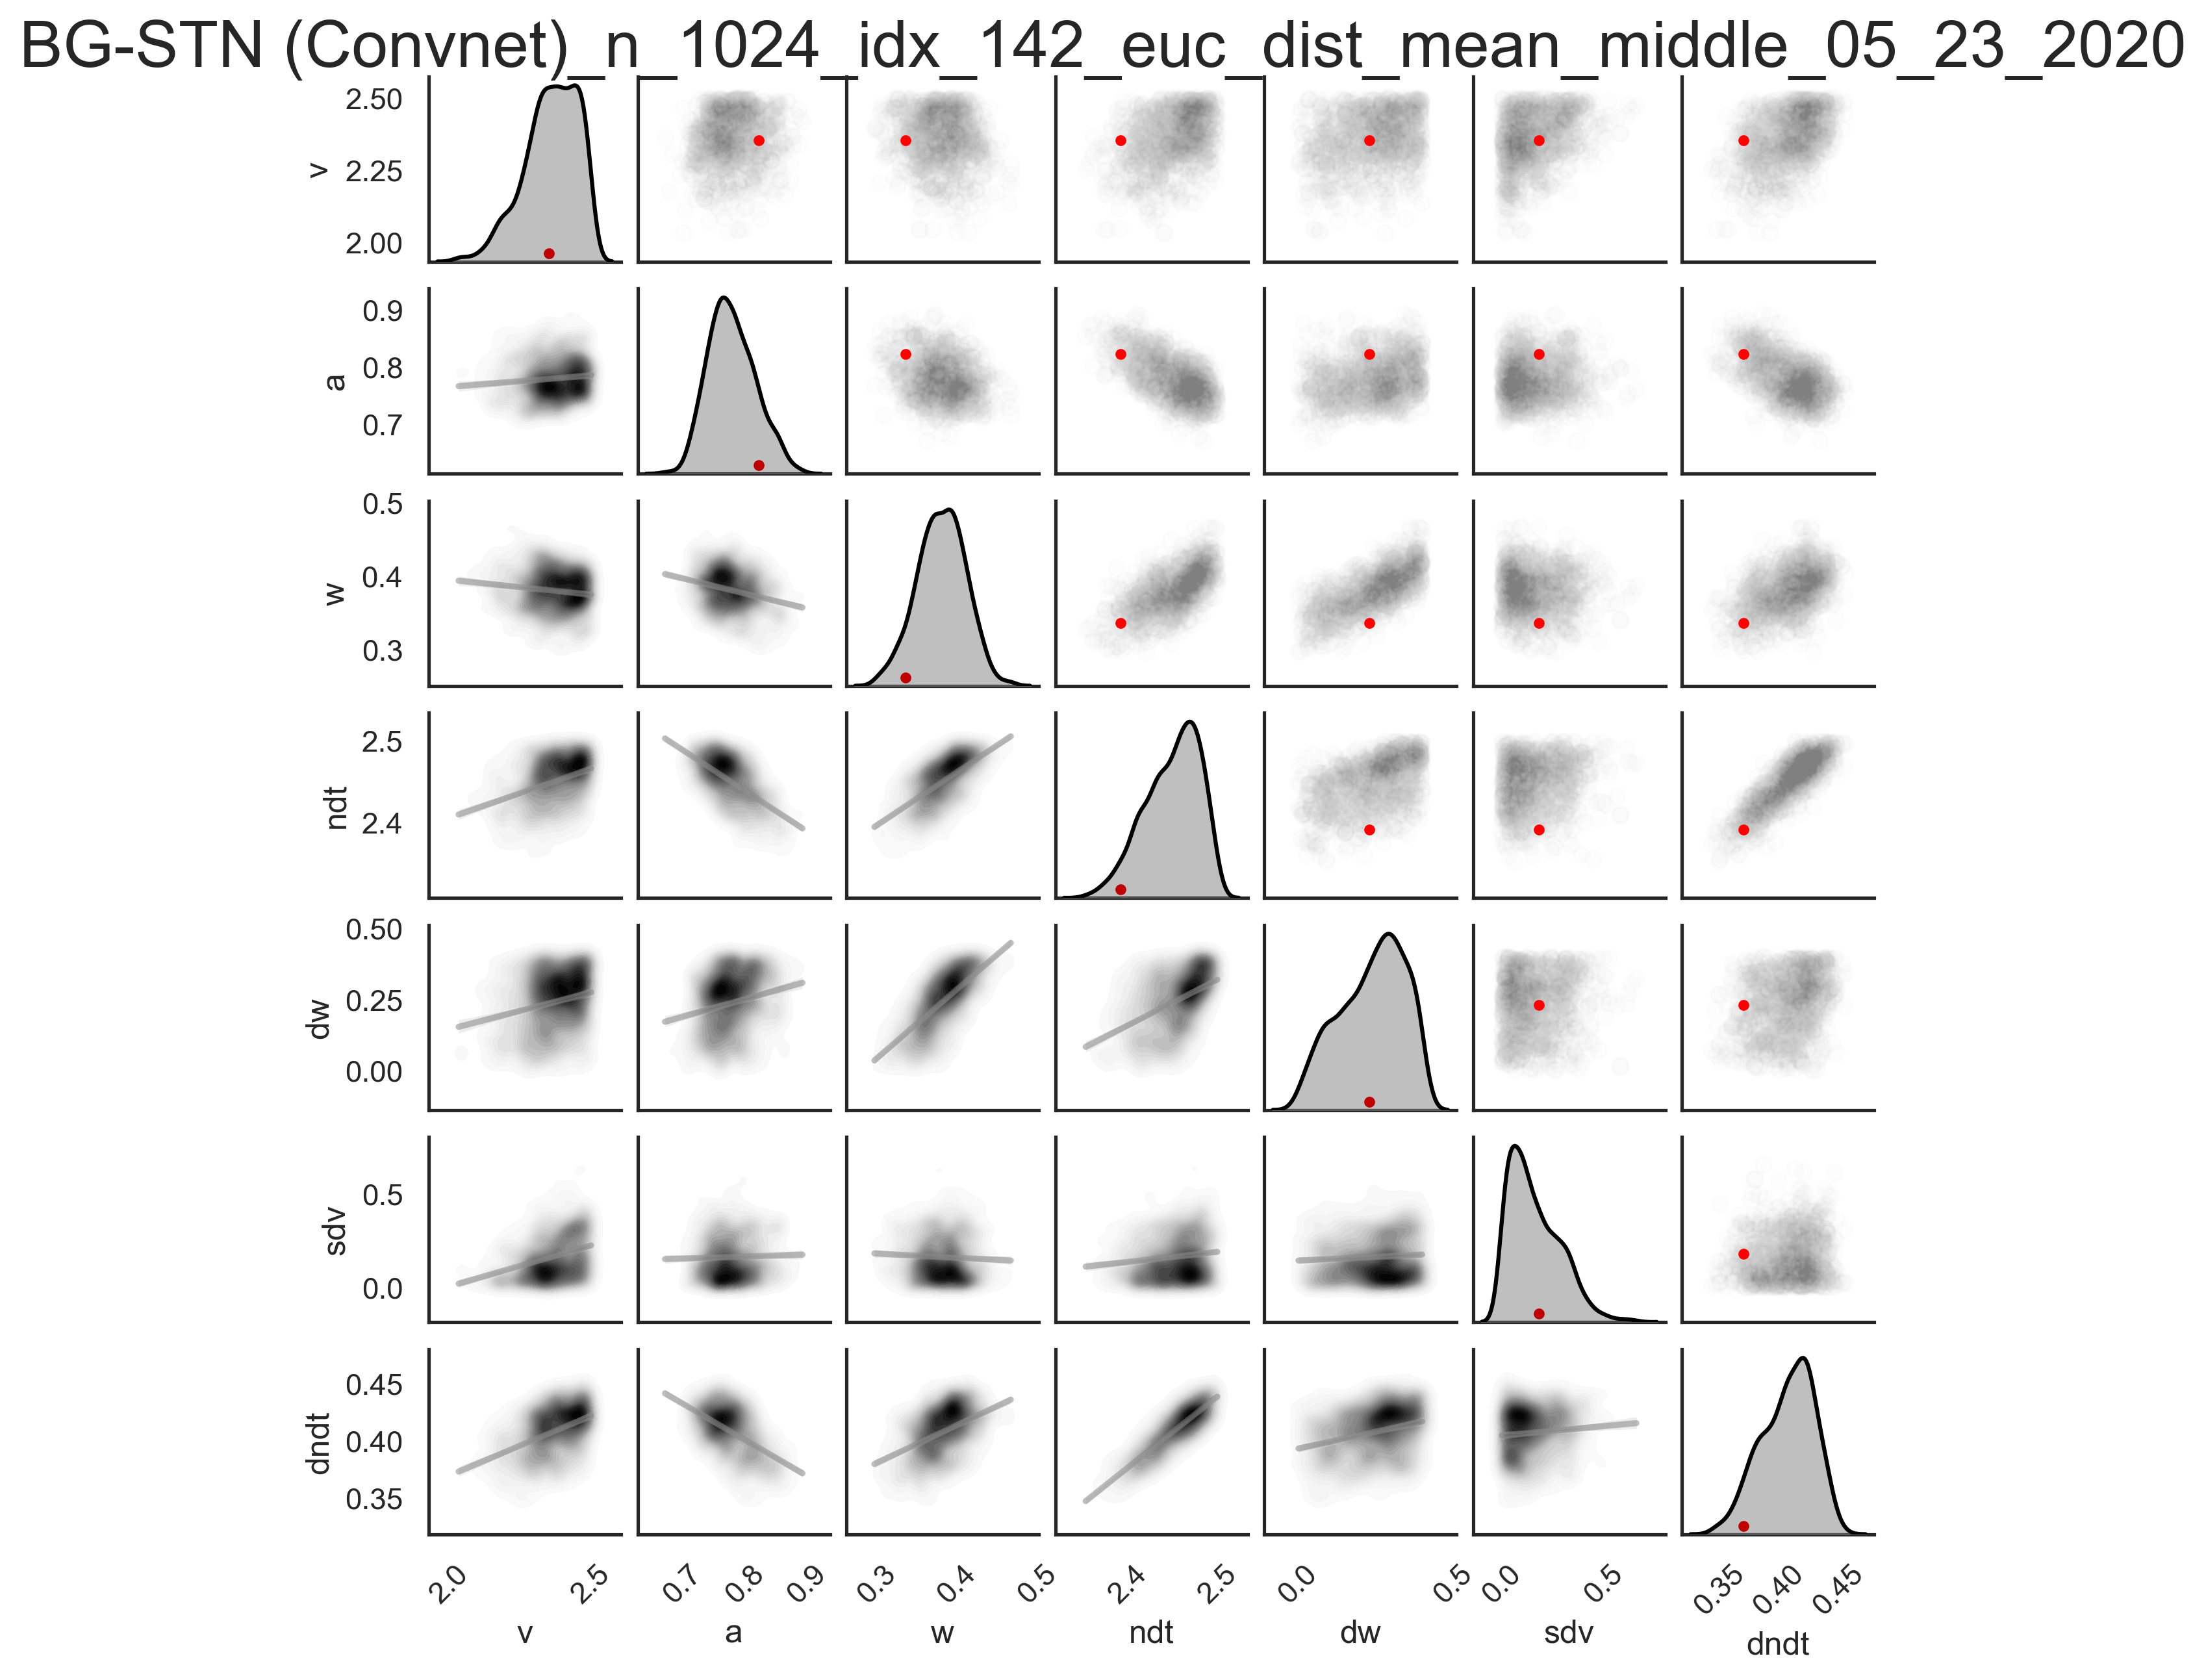 BG-STN (Convnet)_n_1024_idx_142_euc_dist_mean_middle_05_23_2020
2.50
v
2.25
2.00
0.9
a
0.8
0.7
0.5
w
0.4
0.3
2.5
ndt
2.4
0.50
dw
0.25
0.00
sdv
0.5
0.0
dndt
0.45
0.40
0.35
2.0 2.5 0.7 0.8 0.9 0.3 0.4 0.5 2.4 2.5 0.0 0.5 0.0 0.5 0.35 0.40 0.45
v a w ndt dw sdv dndt